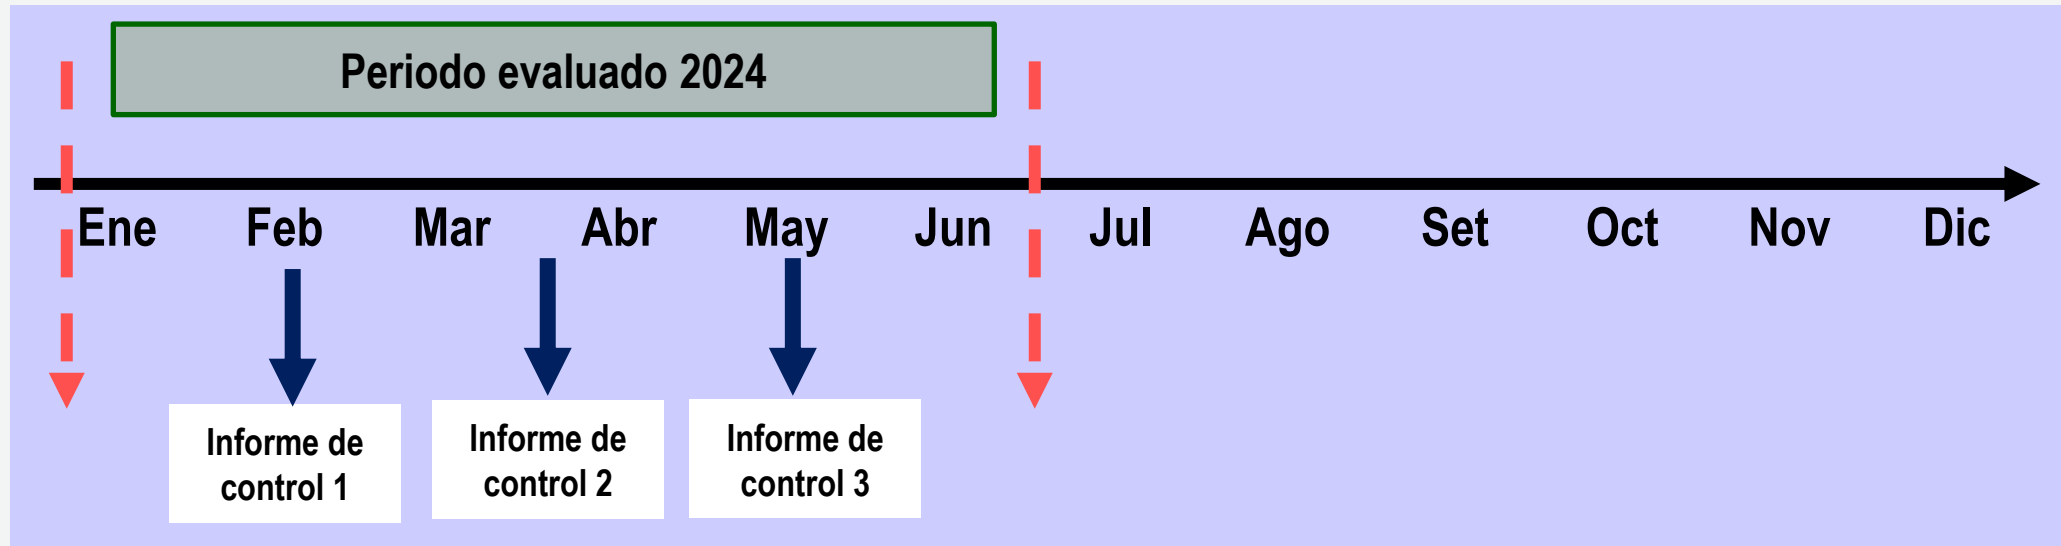 Periodo evaluado 2024
Ene Feb Mar Abr May Jun Jul Ago Set Oct Nov Dic
Informe de
control 1
Informe de
control 2
Informe de
control 3